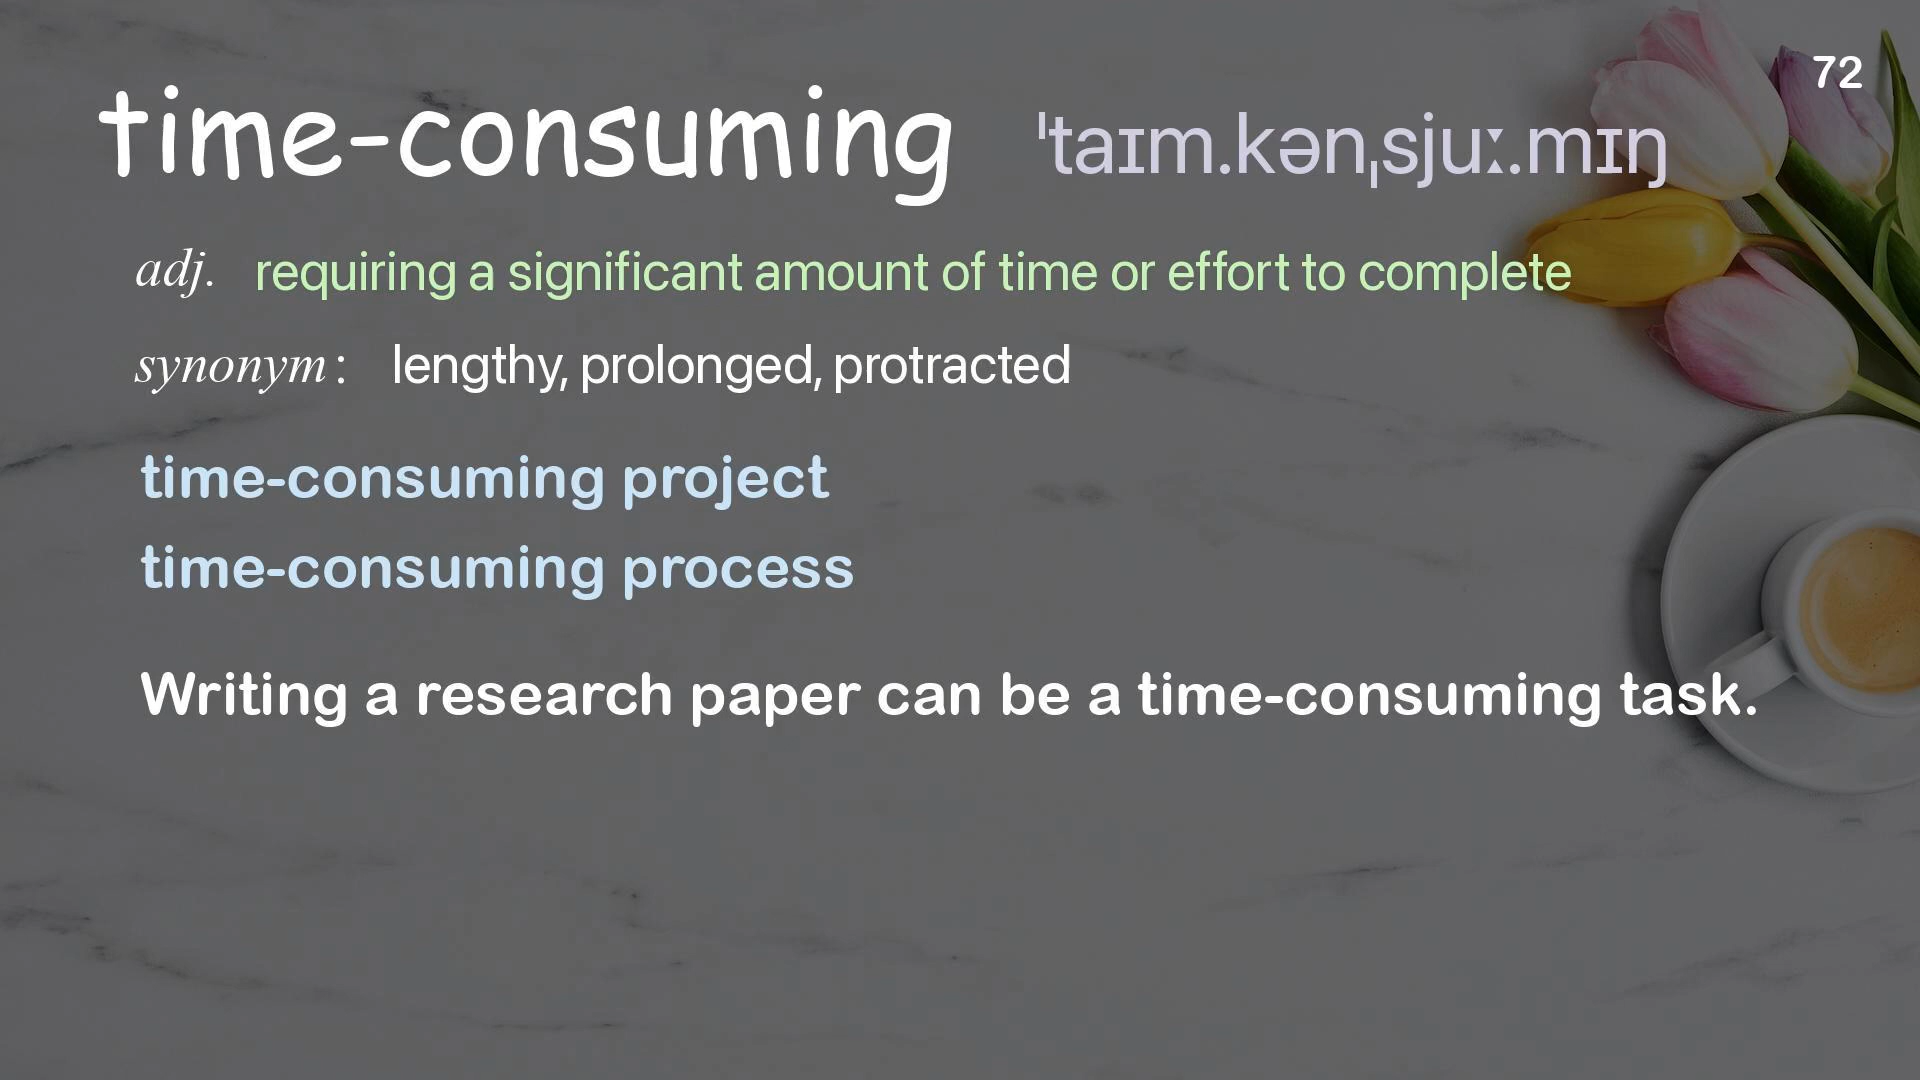 72
time-consuming ˈtaɪm.kənˌsjuː.mɪŋ
adj. requiring a significant amount of time or effort to complete
synonym: lengthy, prolonged, protracted
time-consuming project
time-consuming process
Writing a research paper can be a time-consuming task.